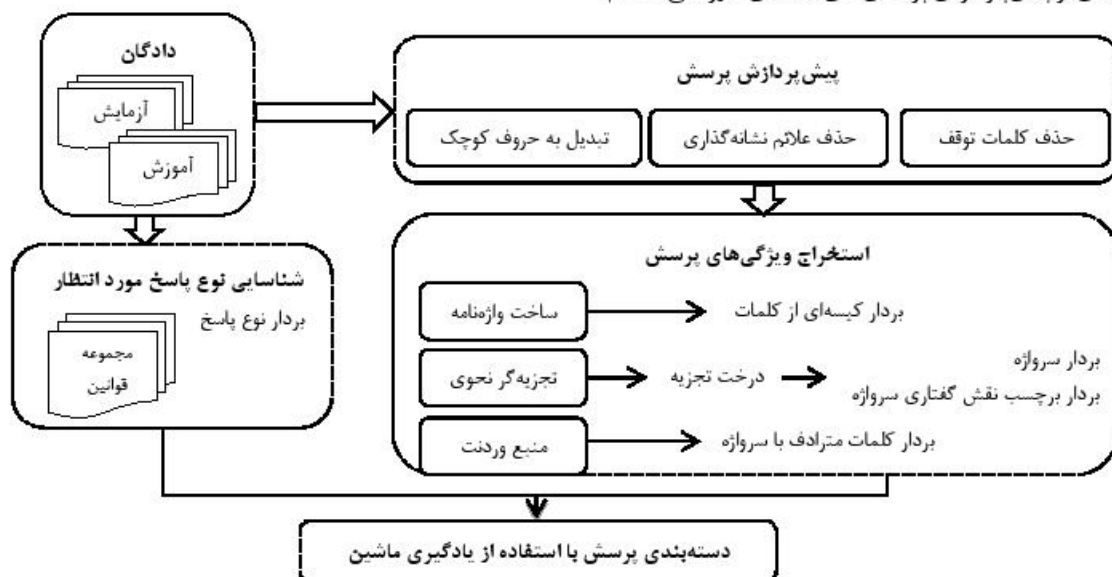 دادگان
آزمایش
آموزش
پیش‌پردازش پرسش
حذف کلمات توقف
حذف علائم نشانه‌گذاری
تبدیل به حروف کوچک
شناسایی نوع پاسخ مورد انتظار
بردار نوع پاسخ
مجموعه
قوانین
استخراج ویژگی‌های پرسش
ساخت واژه‌نامه
بردار کیسه‌ای از کلمات
تجزیه‌گر نحوی
درخت تجزیه
بردار سرواژه
بردار برچسب نقش گفتاری سرواژه
منبع وردنت
بردار کلمات مترادف با سرواژه
دسته‌بندی پرسش با استفاده از یادگیری ماشین